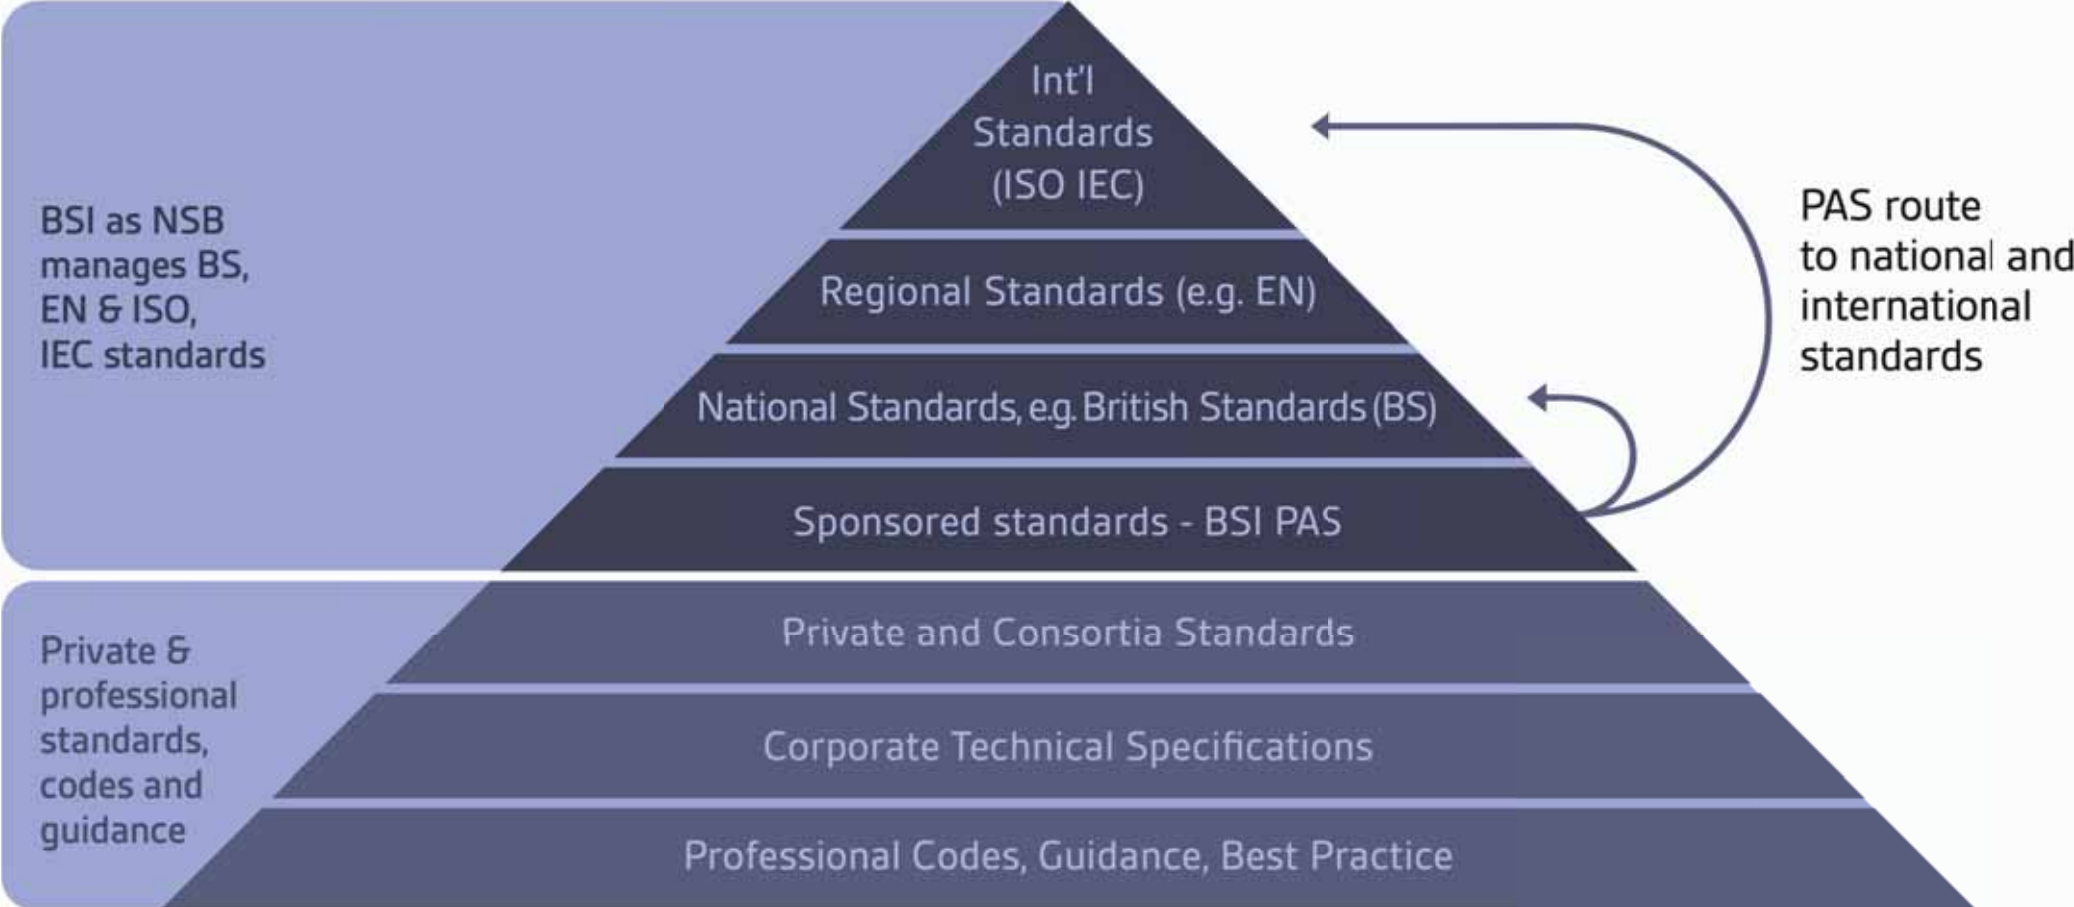 BSI as NSB
manages BS,
EN & ISO,
IEC standards
Private &
professional
standards,
codes and
guidance
Int'l
Standards
(ISO IEC)
Regional Standards (e.g. EN)
National Standards, e.g. British Standards (BS)
Sponsored standards - BSI PAS
Private and Consortia Standards
Corporate Technical Specifications
Professional Codes, Guidance, Best Practice
PAS route
to national and
international
standards